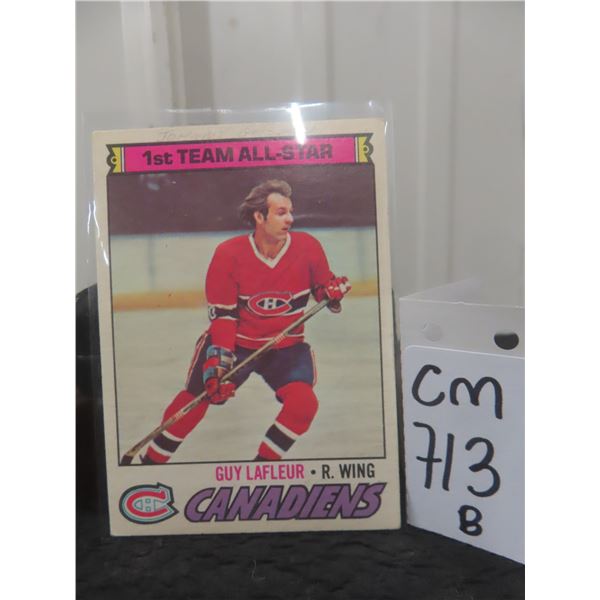 1st TEAM ALL-STAR
GUY LAFLEUR • R. WING
CANADIENS
CM
713
B